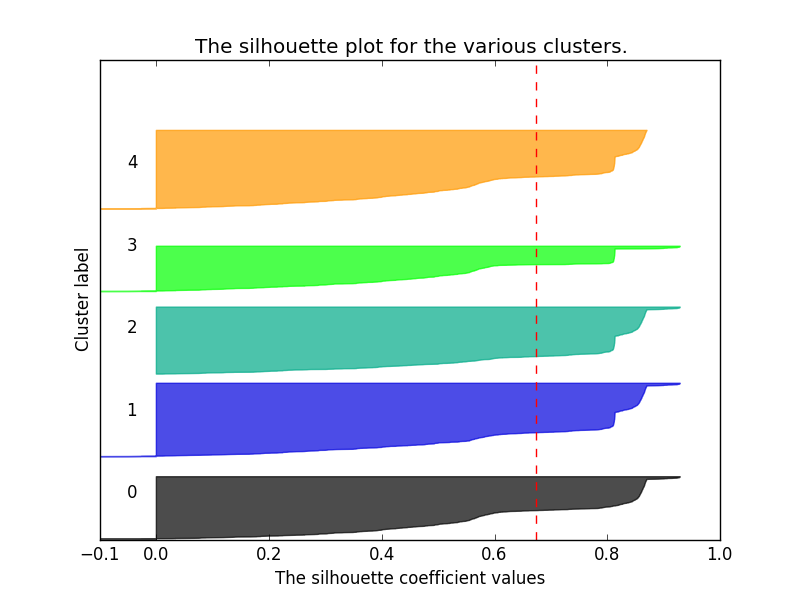 The silhouette plot for the various clusters.
4
3
2
1
0
Cluster label
−0.1 0.0 0.2 0.4 0.6 0.8 1.0
The silhouette coefficient values